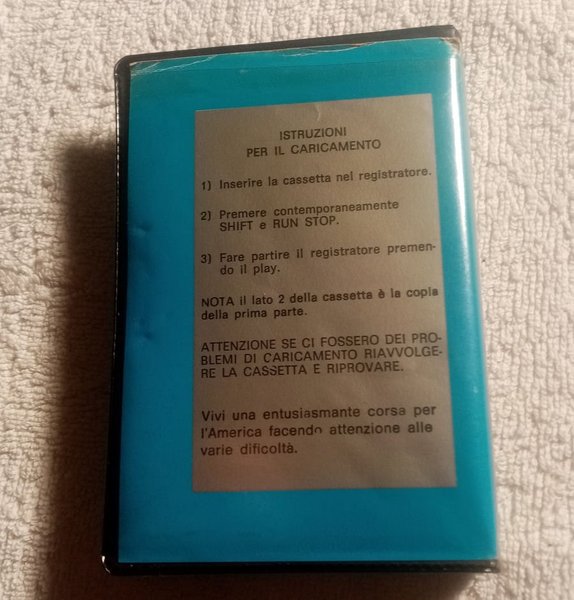 ISTRUZIONI
PER IL CARICAMENTO
1) Inserire la cassetta nel registratore.
2) Premere contemporaneamente
SHIFT e RUN STOP.
3) Fare partire il registratore premen-
do il play.
NOTA il lato 2 della cassetta è la copia
della prima parte.
ATTENZIONE SE CI FOSSERO DEI PRO-
BLEMI DI CARICAMENTO RIAVVOLGE-
RE LA CASSETTA E RIPROVARE.
Vivi una entusiasmante corsa per
l'America facendo attenzione alle
varie dificoltà.